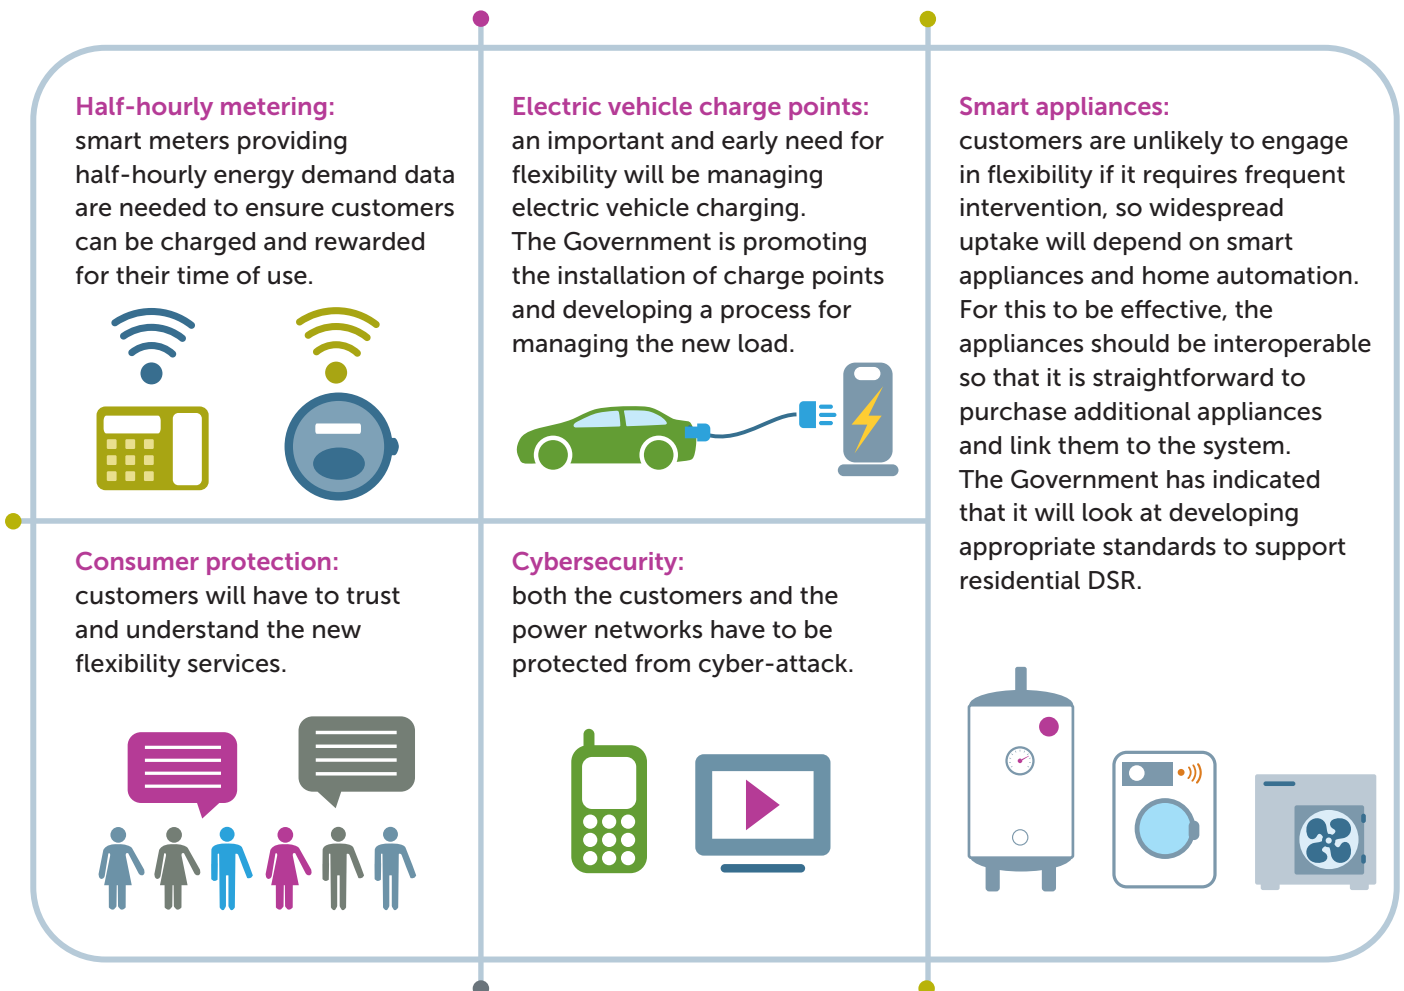 Half-hourly metering:
smart meters providing
half-hourly energy demand data
are needed to ensure customers
can be charged and rewarded
for their time of use.
Electric vehicle charge points:
an important and early need for
flexibility will be managing
electric vehicle charging.
The Government is promoting
the installation of charge points
and developing a process for
managing the new load.
Smart appliances:
customers are unlikely to engage
in flexibility if it requires frequent
intervention, so widespread
uptake will depend on smart
appliances and home automation.
For this to be effective, the
appliances should be interoperable
so that it is straightforward to
purchase additional appliances
and link them to the system.
The Government has indicated
that it will look at developing
appropriate standards to support
residential DSR.
Consumer protection:
customers will have to trust
and understand the new
flexibility services.
Cybersecurity:
both the customers and the
power networks have to be
protected from cyber-attack.